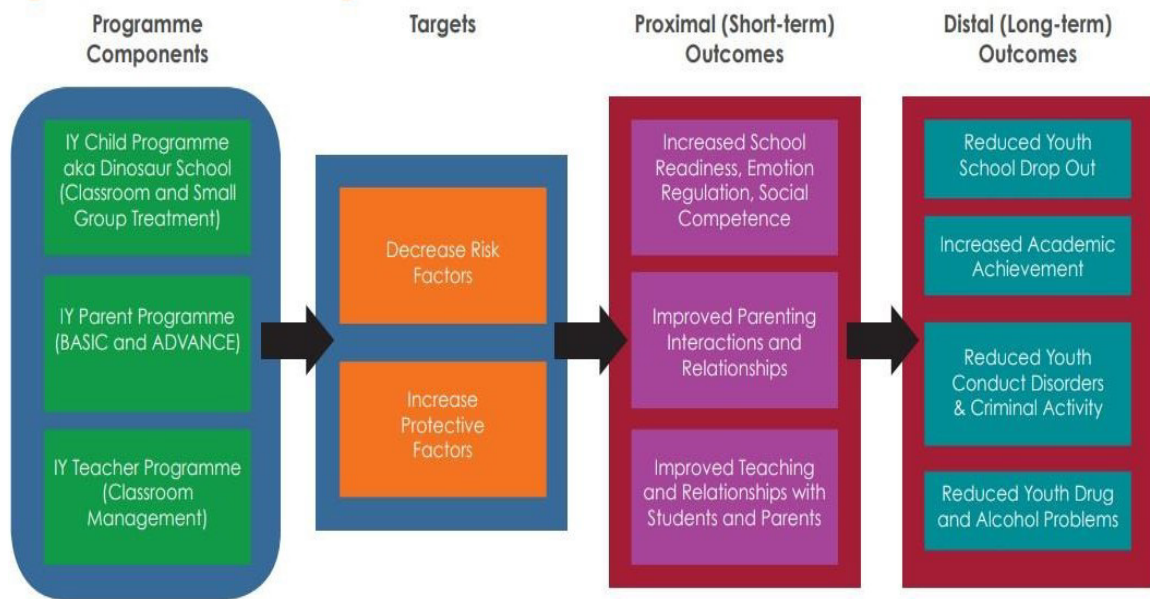 Programme
Components
Targets
Proximal (Short-term)
Outcomes
Distal (Long-term)
Outcomes
IY Child Programme
aka Dinosaur School
(Classroom and Small
Group Treatment)
IY Parent Programme
(BASIC and ADVANCE)
IY Teacher Programme
(Classroom
Management)
Decrease Risk
Factors
Increase
Protective
Factors
Increased School
Readiness, Emotion
Regulation, Social
Competence
Improved Parenting
Interactions and
Relationships
Improved Teaching
and Relationships with
Students and Parents
Reduced Youth
School Drop Out
Increased Academic
Achievement
Reduced Youth
Conduct Disorders
& Criminal Activity
Reduced Youth Drug
and Alcohol Problems